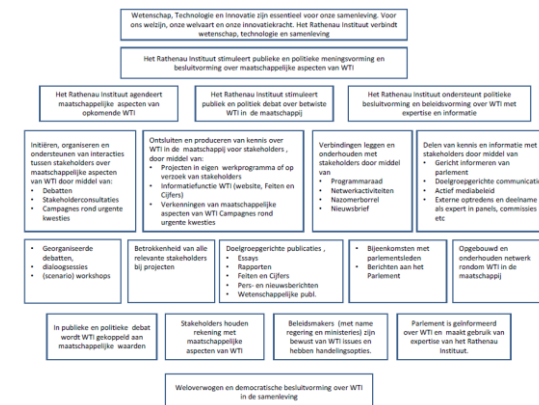 Wetenschap, Technologie en Innovatie zijn essentieel voor onze samenleving. Voor
ons welzijn, onze welvaart en onze innovatiekracht. Het Rathenau Instituut verbindt
wetenschap, technologie en samenleving
Het Rathenau Instituut stimuleert publieke en politieke meningsvorming en
besluitvorming over maatschappelijke aspecten van WTI
Het Rathenau Instituut agendeert
maatschappelijke aspecten van
opkomende WTI
Het Rathenau Instituut stimuleert
publiek en politiek debat over betwiste
WTI in de maatschappij
Het Rathenau Instituut ondersteunt politieke
besluitvorming en beleidsvorming over WTI met
expertise en informatie
Initiëren, organiseren en
ondersteunen van interacties
tussen stakeholders over
maatschappelijke aspecten
van WTI door middel van:
• Debatten
• Stakeholderconsultaties
• Campagnes rond urgente
kwesties
Ontsluiten en produceren van kennis over
WTI in de maatschappij voor stakeholders ,
door middel van:
• Projecten in eigen werkprogramma of op
verzoek van stakeholders
• Informatiefunctie WTI (website, Feiten en
Cijfers)
• Verkenningen van maatschappelijke
aspecten van WTI Campagnes rond
urgente kwesties
Verbindingen leggen en
onderhouden met
stakeholders door middel
van
• Programmaraad
• Netwerkactiviteiten
• Nazomerborrel
• Nieuwsbrief
Delen van kennis en informatie met
stakeholders door middel van
• Gericht informeren van
parlement
• Doelgroepgerichte communicatie
• Actief mediabeleid
• Externe optredens en deelname
als expert in panels, commissies
etc
• Georganiseerde
debatten,
• dialoogsessies
• (scenario) workshops
Betrokkenheid van alle
relevante stakeholders
bij projecten
Doelgroepgerichte publicaties ,
• Essays
• Rapporten
• Feiten en Cijfers
• Pers- en nieuwsberichten
• Wetenschappelijke publ.
• Bijeenkomsten met
parlementsleden
• Berichten aan het
Parlement
Opgebouwd en
onderhouden netwerk
rondom WTI in de
maatschappij
In publieke en politieke debat
wordt WTI gekoppeld aan
maatschappelijke waarden
Stakeholders houden
rekening met
maatschappelijke
aspecten van WTI
Beleidsmakers (met name
regering en ministeries) zijn
bewust van WTI issues en
hebben handelingsopties.
Parlement is geïnformeerd
over WTI en maakt gebruik van
expertise van het Rathenau
Instituut.
Weloverwogen en democratische besluitvorming over WTI
in de samenleving